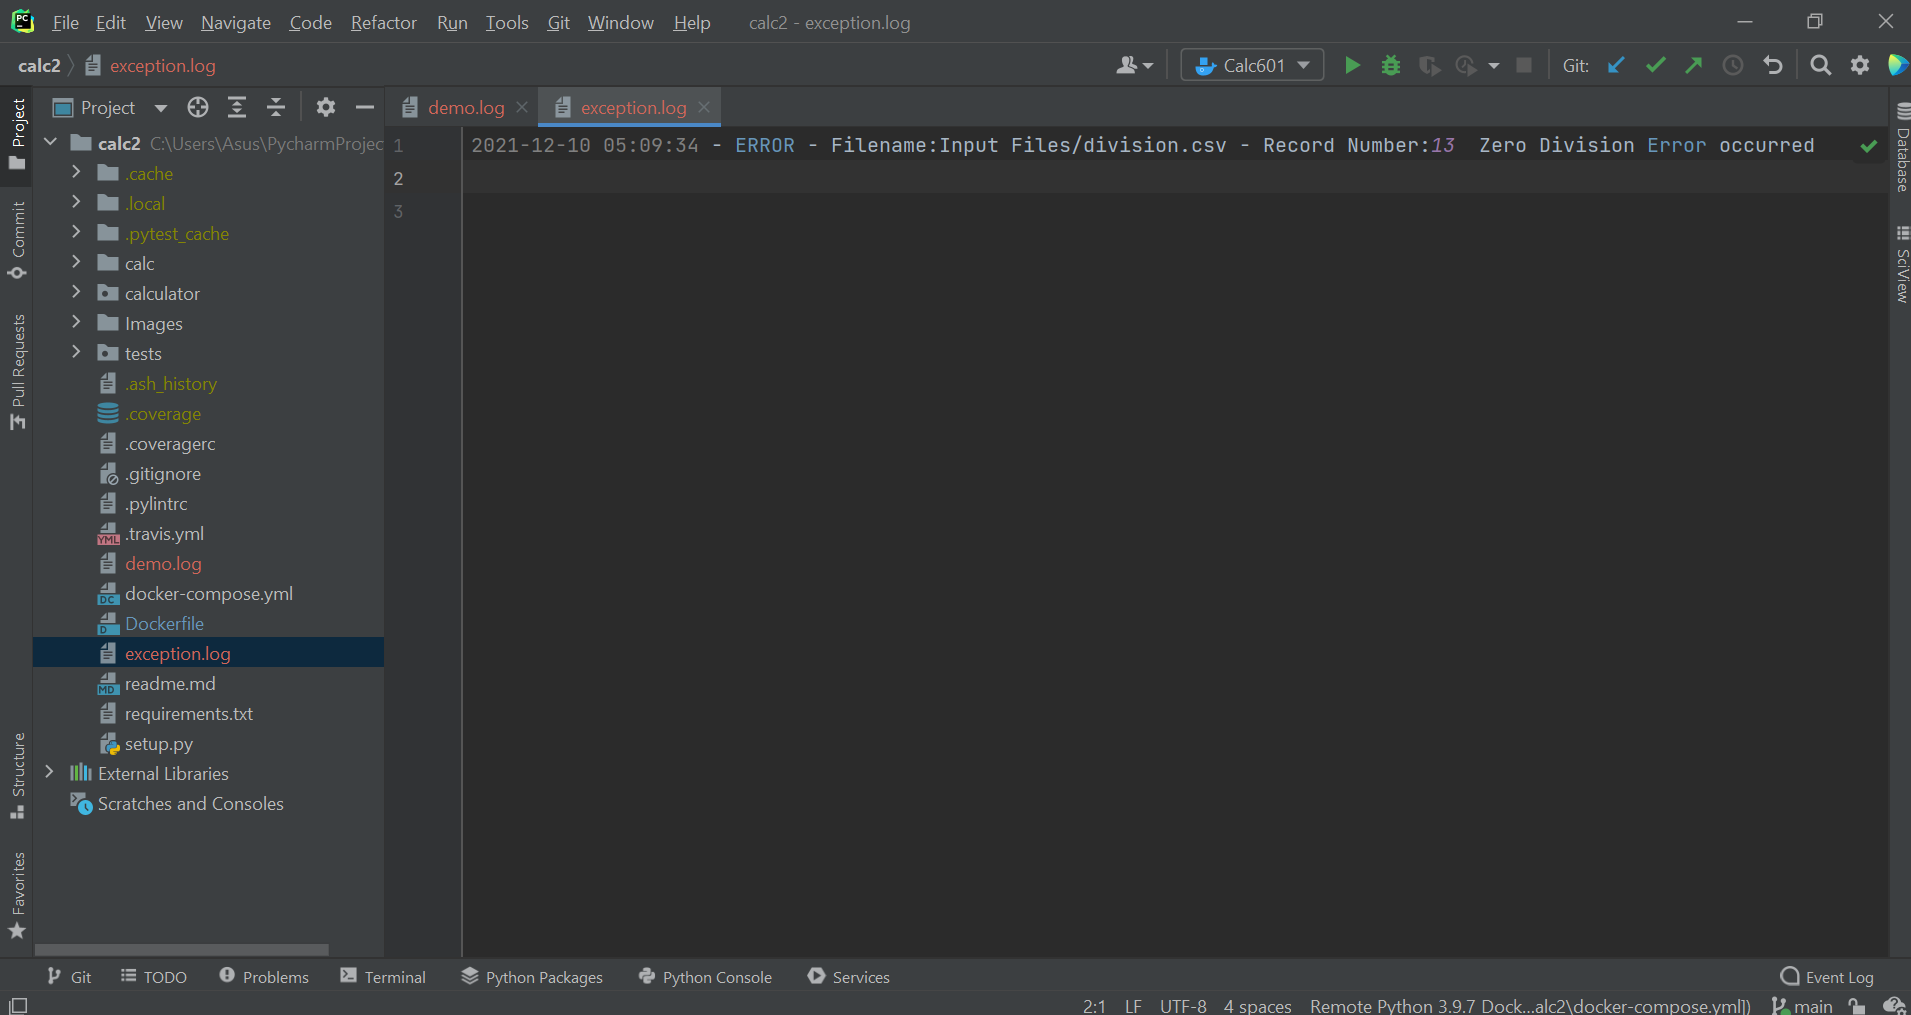 PC File Edit View Navigate Code Refactor Run Tools Git Window Help calc2 - exception.log
calc2 exception.log Calc601 Git:
Project demo.log exception.log
calc2 C:\Users\Asus\PycharmProjec
.cache
.local
.pytest_cache
calc
calculator
Images
tests
.ash_history
.coverage
.coveragerc
.gitignore
.pylintrc
YML .travis.yml
demo.log
DC docker-compose.yml
D Dockerfile
exception.log
MD readme.md
requirements.txt
setup.py
External Libraries
Scratches and Consoles
1 2021-12-10 05:09:34 - ERROR - Filename:Input Files/division.csv - Record Number:13  Zero Division Error occurred
2
3
Project
Commit
Pull Requests
Structure
Favorites
Database
SciView
Git TODO Problems Terminal Python Packages Python Console Services Event Log
2:1 LF UTF-8 4 spaces Remote Python 3.9.7 Dock...alc2\docker-compose.yml]) main